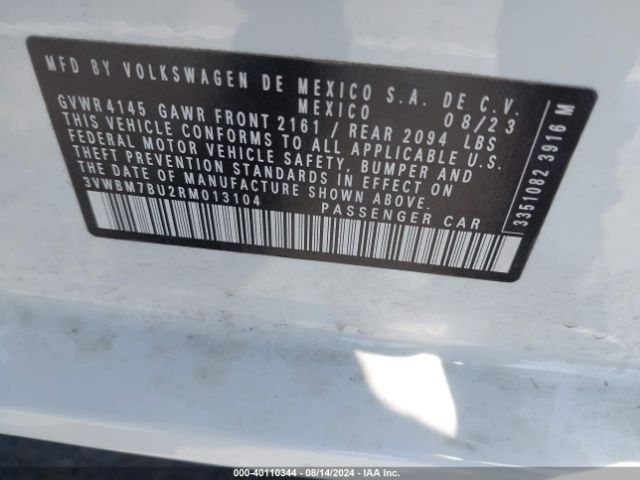 MFD BY VOLKSWAGEN DE MEXICO S.A. DE C.V.
MEXICO 08/23
GVWR 4145 GAWR FRONT 2161 / REAR 2094 LBS
THIS VEHICLE CONFORMS TO ALL APPLICABLE U.S.
FEDERAL MOTOR VEHICLE SAFETY, BUMPER AND
THEFT PREVENTION STANDARDS IN EFFECT ON
THE DATE OF MANUFACTURE SHOWN ABOVE.
3VWBM7BU2RM013104 PASSENGER CAR
3351082 3916 M
000-40110344 | 08/14/2024 | IAA Inc.